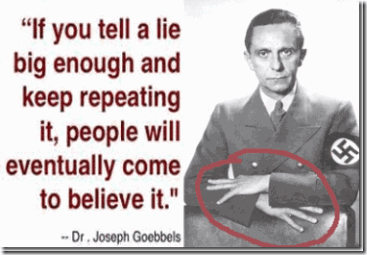 “If you tell a lie
big enough and
keep repeating
it, people will
eventually come
to believe it."
-- Dr . Joseph Goebbels